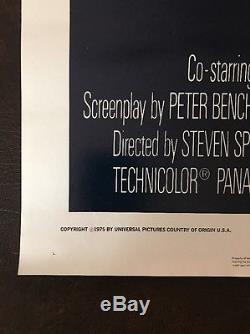 Co-starring
Screenplay by PETER BENCH
Directed by STEVEN SP
TECHNICOLOR® PANA
COPYRIGHT ©1975 BY UNIVERSAL PICTURES COUNTRY OF ORIGIN U.S.A.